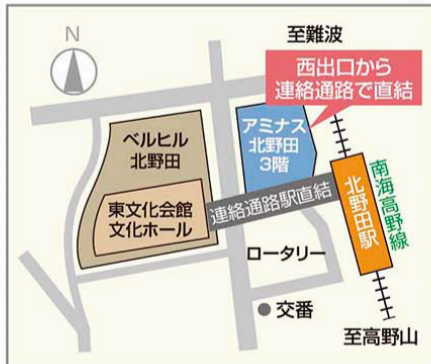 N
至難波
西出口から
連絡通路で直結
ベルヒル
北野田
アミナス
北野田
3階
東文化会館
文化ホール
連絡通路駅直結
北野田駅
南海高野線
ロータリー
交番
至高野山